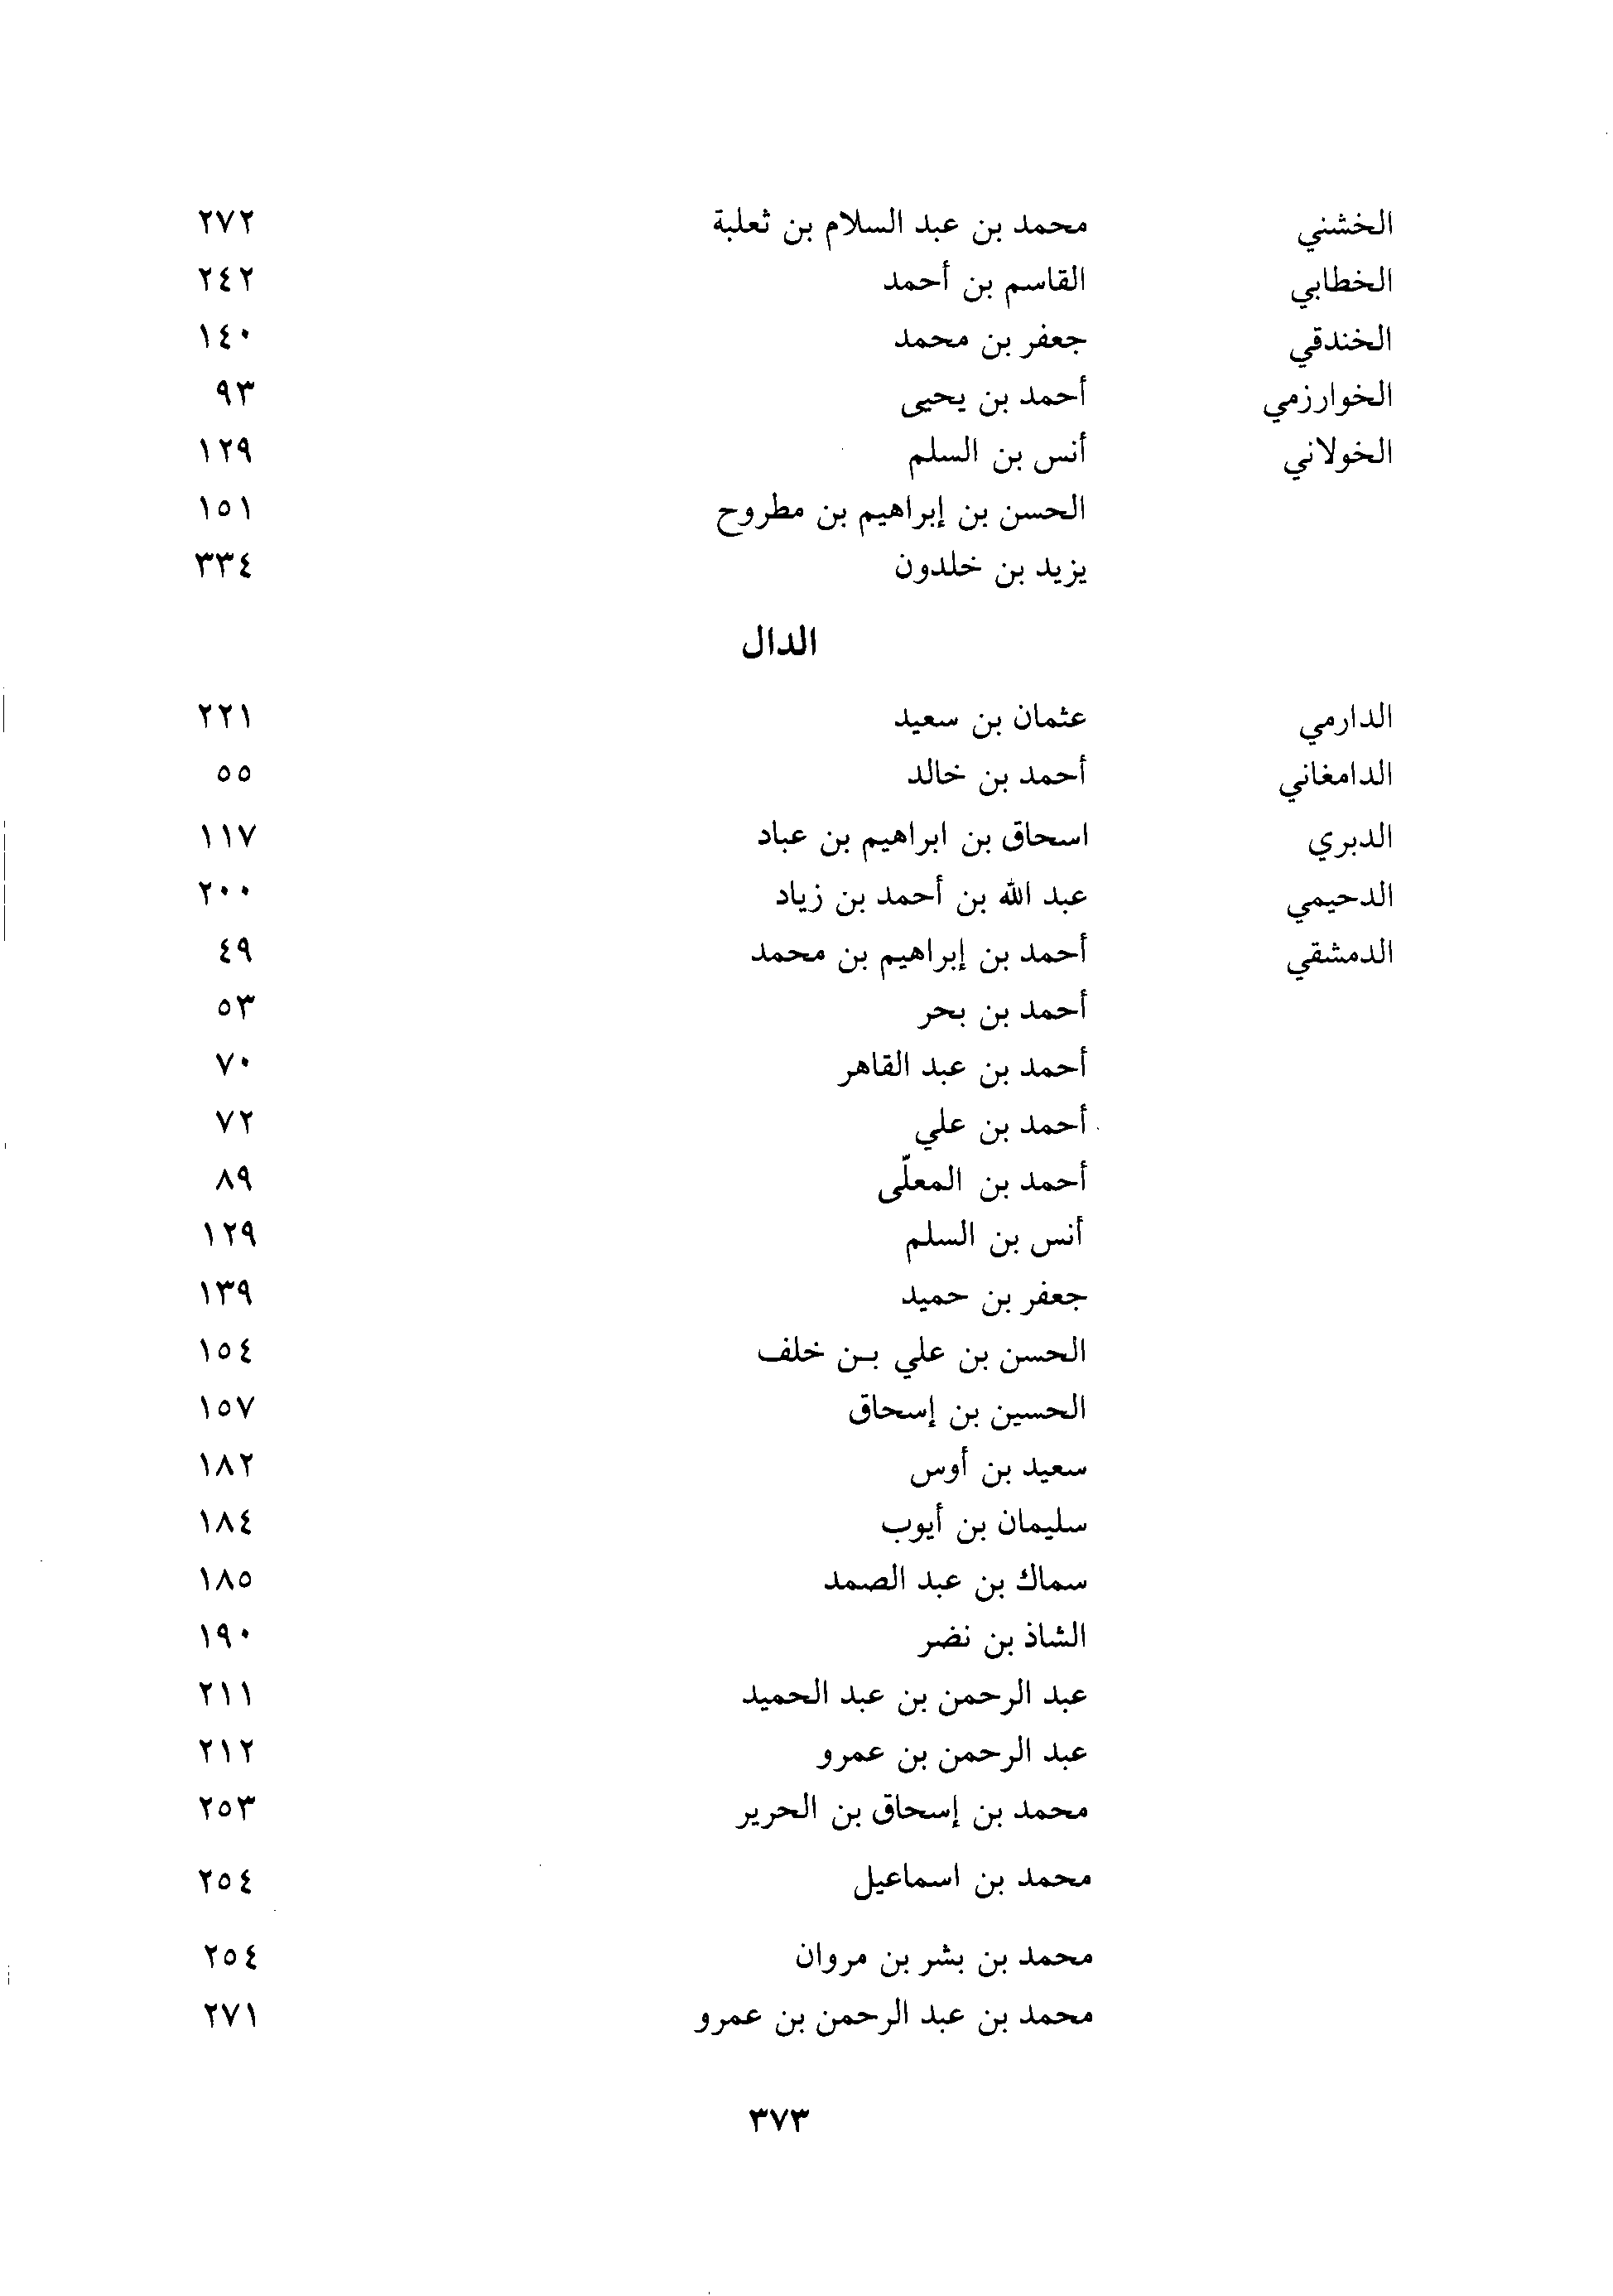 الخشني محمد بن عبد السلام بن ثعلبة ٢٧٢
الخطابي القاسم بن أحمد ٢٤٢
الخندقي جعفر بن محمد ١٤٠
الخوارزمي أحمد بن يحيى ٩٣
الخولاني أنس بن السلم ١٢٩
الحسن بن إبراهيم بن مطروح ١٥١
يزيد بن خلدون ٣٣٤
الدال
الدارمي عثمان بن سعيد ٢٢١
الدامغاني أحمد بن خالد ٥٥
الدبري اسحاق بن ابراهيم بن عباد ١١٧
الدحيمي عبد الله بن أحمد بن زياد ٢٠٠
الدمشقي أحمد بن إبراهيم بن محمد ٤٩
أحمد بن بحر ٥٣
أحمد بن عبد القاهر ٧٠
أحمد بن علي ٧٢
أحمد بن المعلّى ٨٩
أنس بن السلم ١٢٩
جعفر بن حميد ١٣٩
الحسن بن علي بن خلف ١٥٤
الحسين بن إسحاق ١٥٧
سعيد بن أوس ١٨٢
سليمان بن أيوب ١٨٤
سماك بن عبد الصمد ١٨٥
الشاذ بن نضر ١٩٠
عبد الرحمن بن عبد الحميد ٢١١
عبد الرحمن بن عمرو ٢١٢
محمد بن إسحاق بن الحرير ٢٥٣
محمد بن اسماعيل ٢٥٤
محمد بن بشر بن مروان ٢٥٤
محمد بن عبد الرحمن بن عمرو ٢٧١
٣٧٣